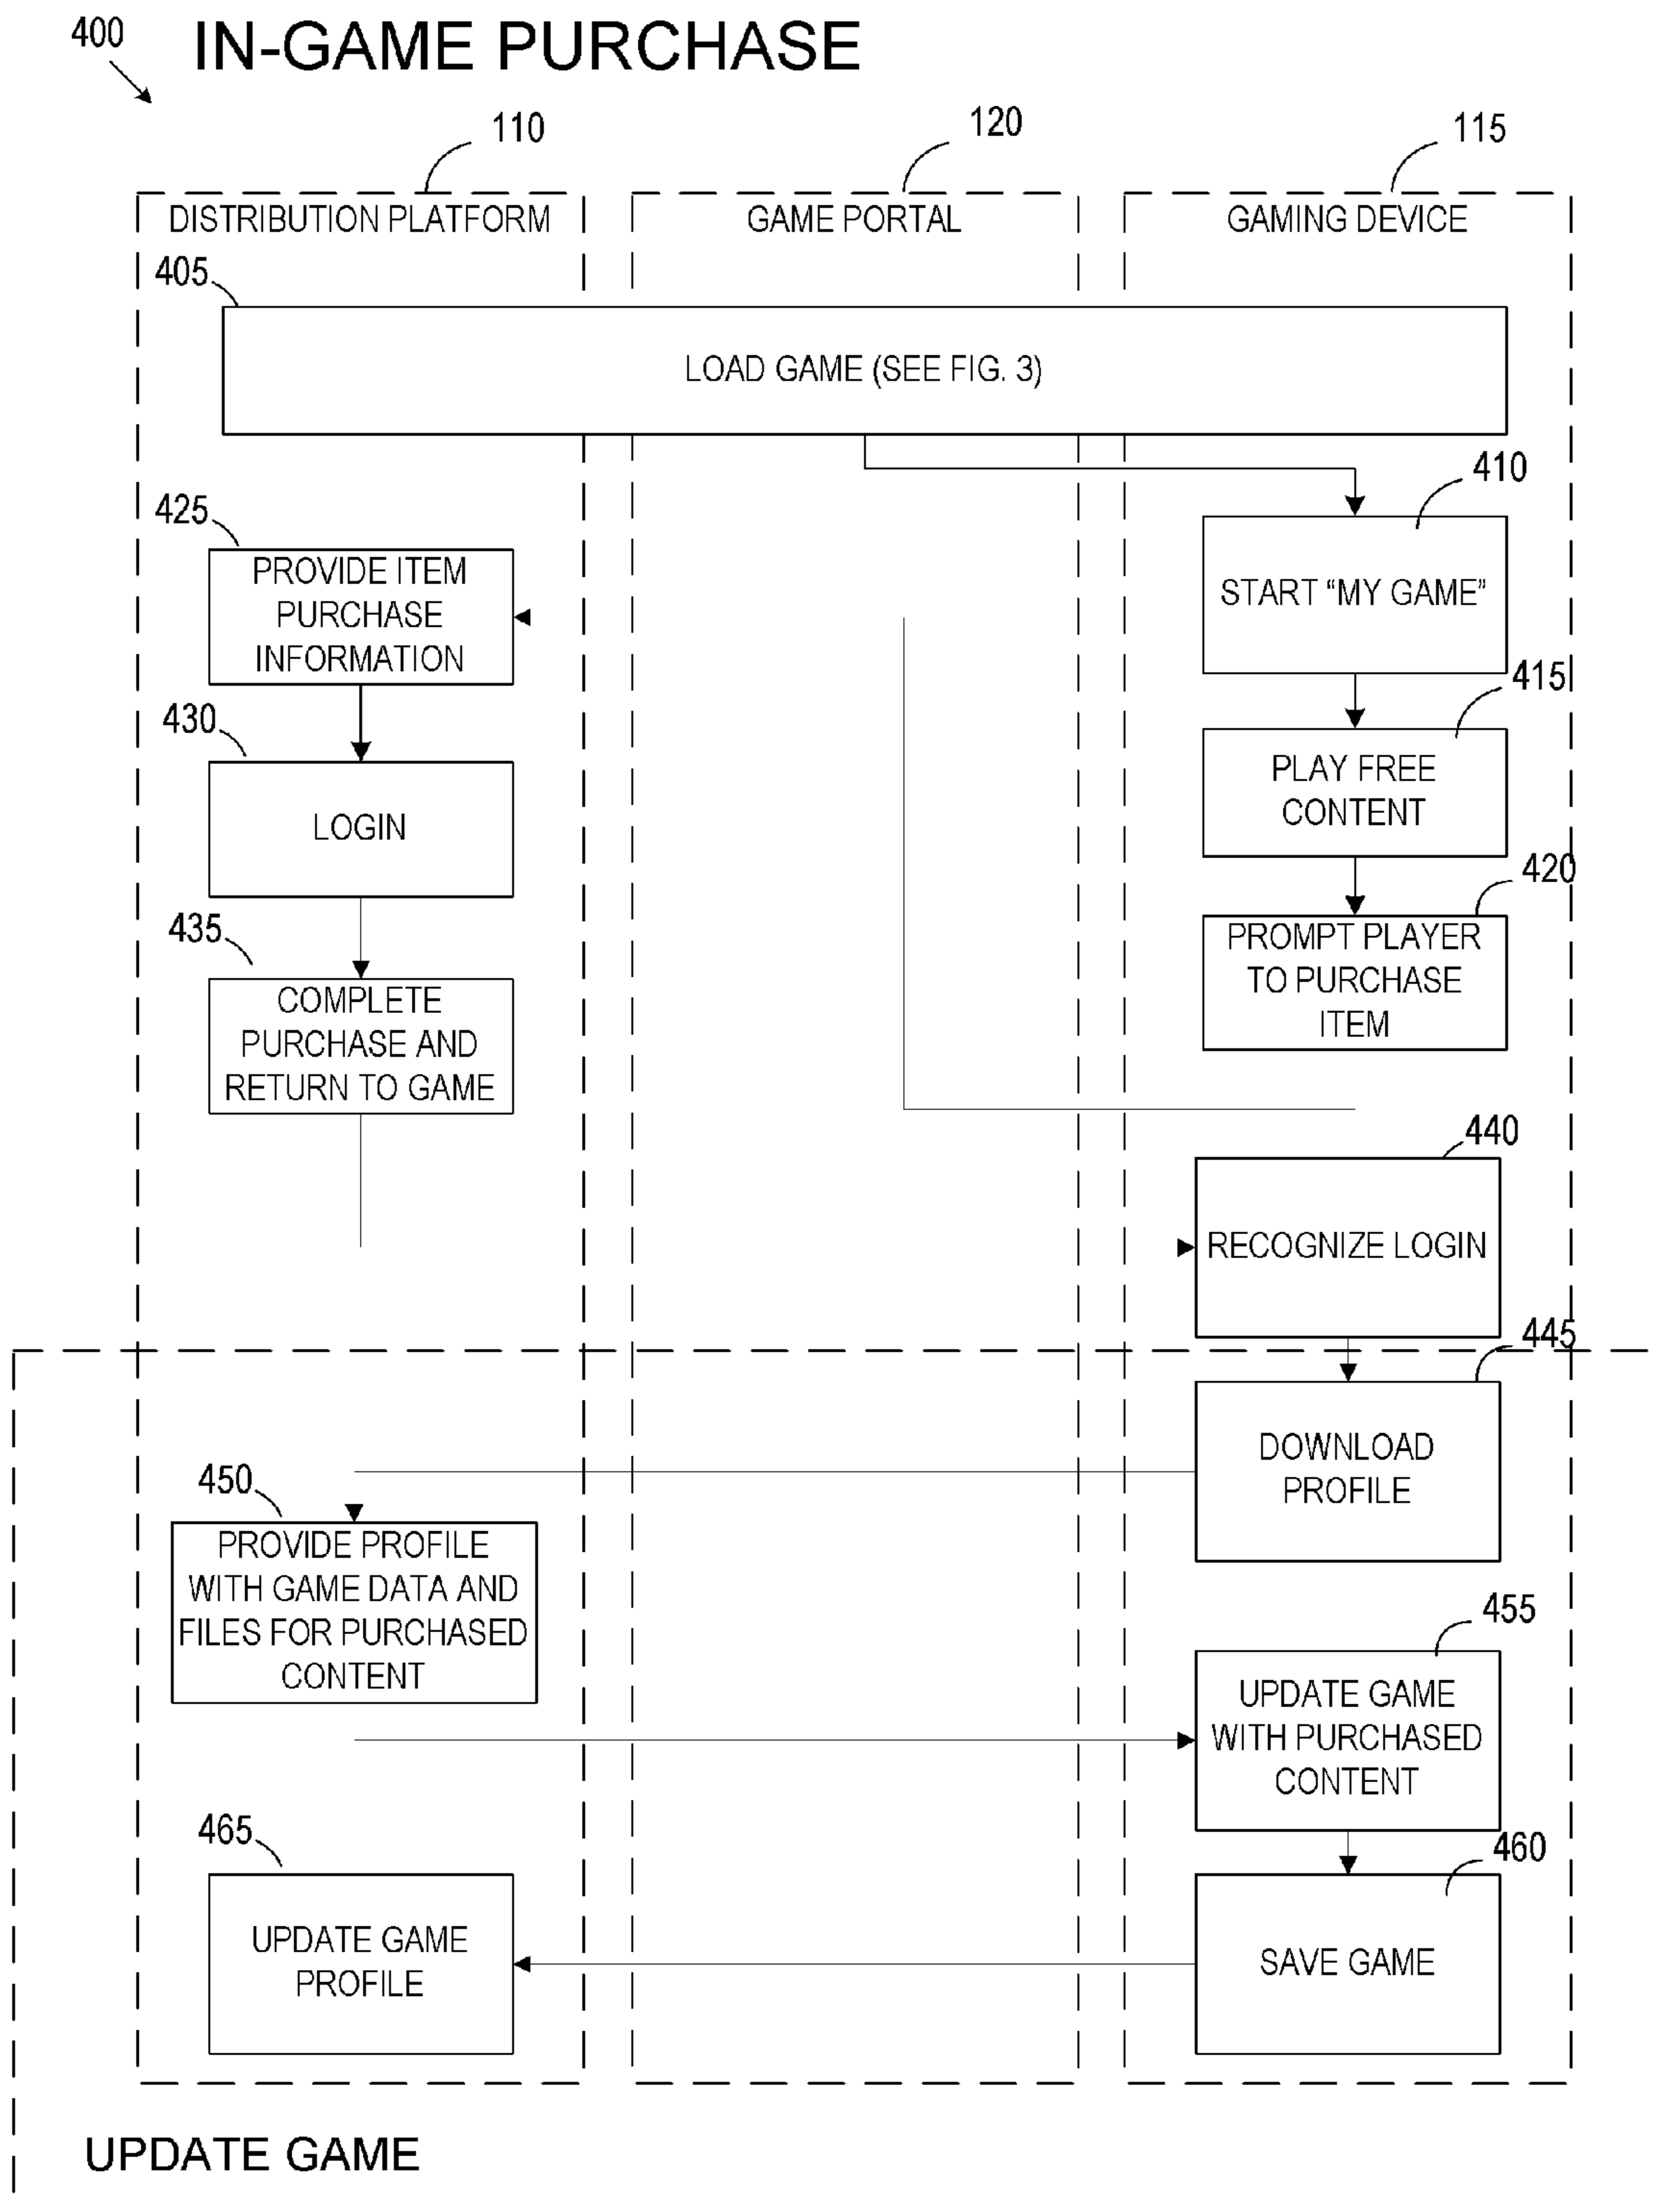 400
IN-GAME PURCHASE
110
120
115
DISTRIBUTION PLATFORM
GAME PORTAL
GAMING DEVICE
405
LOAD GAME (SEE FIG. 3)
410
START “MY GAME”
425
PROVIDE ITEM
PURCHASE
INFORMATION
415
PLAY FREE
CONTENT
430
LOGIN
420
PROMPT PLAYER
TO PURCHASE
ITEM
435
COMPLETE
PURCHASE AND
RETURN TO GAME
440
RECOGNIZE LOGIN
445
DOWNLOAD
PROFILE
450
PROVIDE PROFILE
WITH GAME DATA AND
FILES FOR PURCHASED
CONTENT
455
UPDATE GAME
WITH PURCHASED
CONTENT
465
UPDATE GAME
PROFILE
460
SAVE GAME
UPDATE GAME